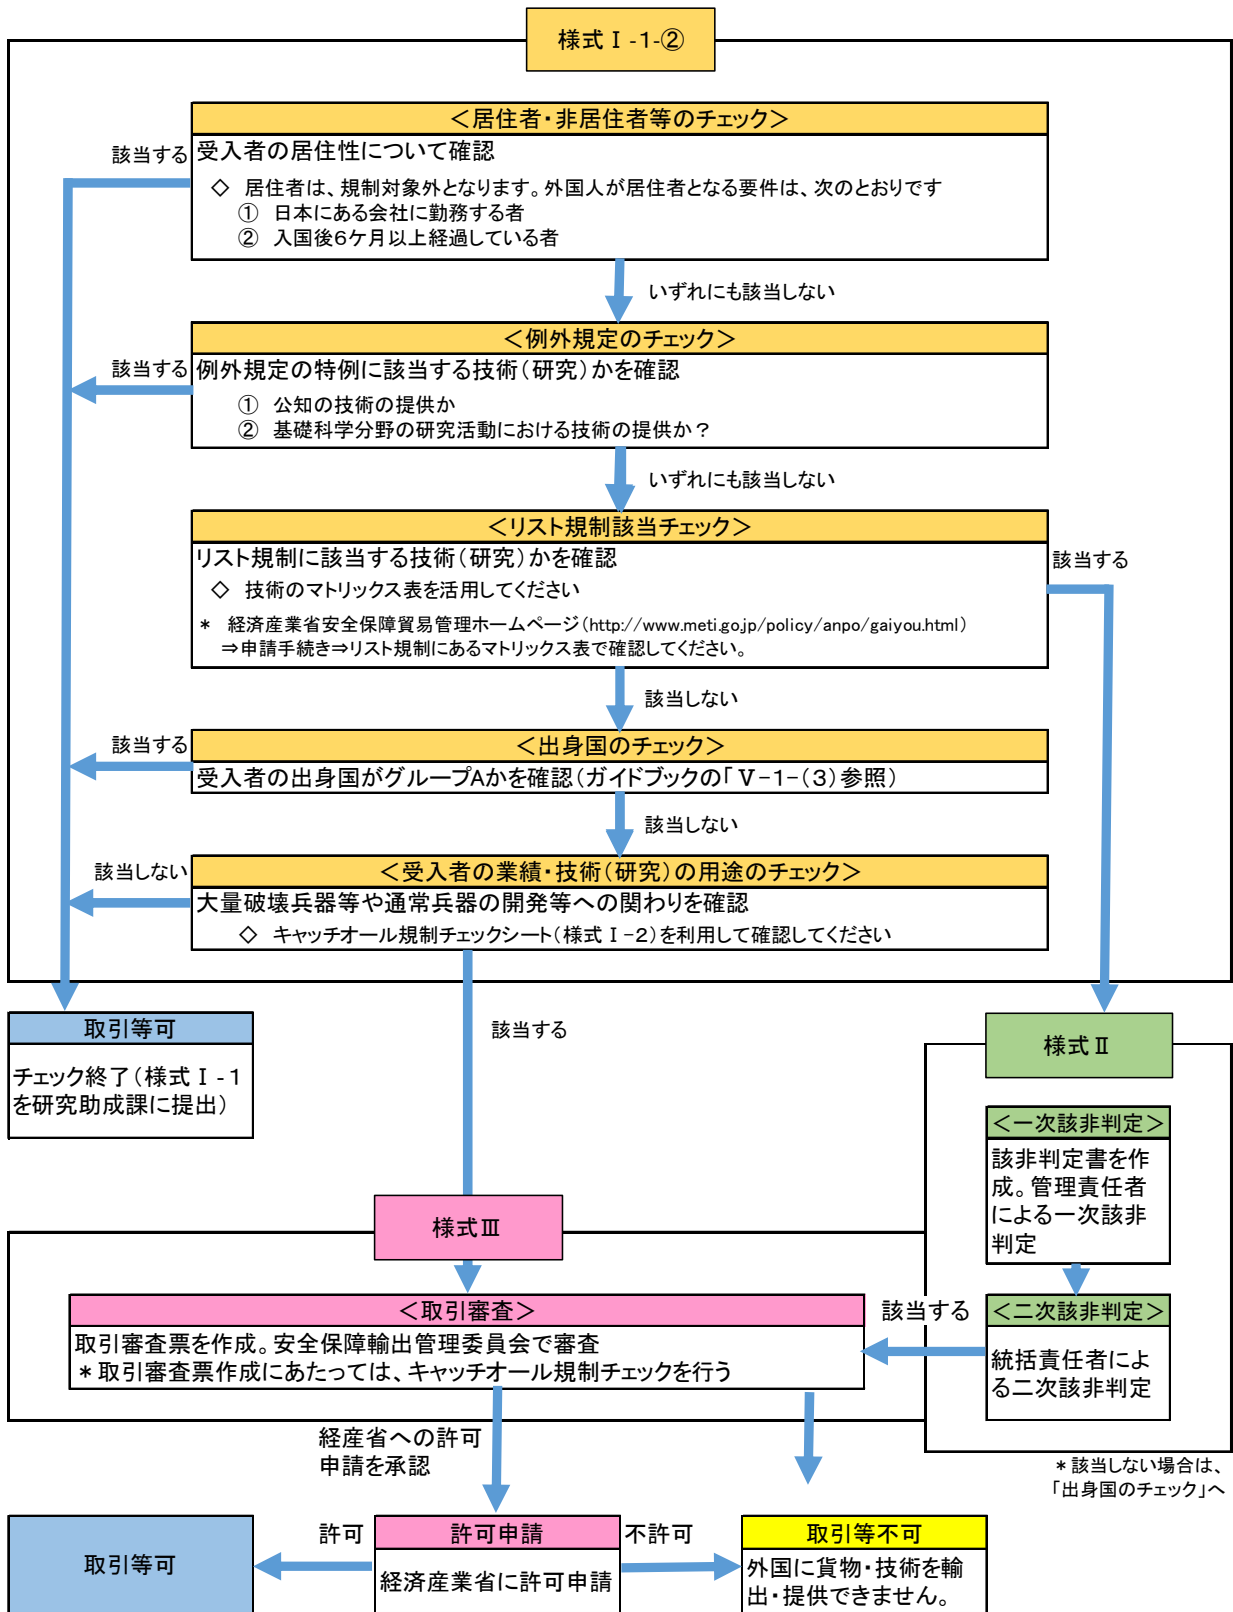 様式Ⅰ-1-②
＜居住者・非居住者等のチェック＞
該当する
受入者の居住性について確認
◇ 居住者は、規制対象外となります。外国人が居住者となる要件は、次のとおりです
① 日本にある会社に勤務する者
② 入国後６ケ月以上経過している者
いずれにも該当しない
＜例外規定のチェック＞
該当する
例外規定の特例に該当する技術（研究）かを確認
① 公知の技術の提供か
② 基礎科学分野の研究活動における技術の提供か？
いずれにも該当しない
＜リスト規制該当チェック＞
リスト規制に該当する技術（研究）かを確認
該当する
◇ 技術のマトリックス表を活用してください
* 経済産業省安全保障貿易管理ホームページ（http://www.meti.go.jp/policy/anpo/gaiyou.html）
⇒申請手続き⇒リスト規制にあるマトリックス表で確認してください。
該当しない
＜出身国のチェック＞
該当する
受入者の出身国がグループAかを確認（ガイドブックの「Ⅴ-1-（3）参照）
該当しない
＜受入者の業績・技術（研究）の用途のチェック＞
該当しない
大量破壊兵器等や通常兵器の開発等への関わりを確認
◇ キャッチオール規制チェックシート（様式Ⅰ-2）を利用して確認してください
該当する
取引等可
チェック終了（様式Ⅰ-1
を研究助成課に提出）
様式Ⅱ
＜一次該非判定＞
該非判定書を作
成。管理責任者
による一次該非
判定
様式Ⅲ
＜取引審査＞
取引審査票を作成。安全保障輸出管理委員会で審査
*取引審査票作成にあたっては、キャッチオール規制チェックを行う
該当する
＜二次該非判定＞
統括責任者によ
る二次該非判定
経産省への許可
申請を承認
*該当しない場合は、
「出身国のチェック」へ
取引等可
許可
許可申請
経済産業省に許可申請
不許可
取引等不可
外国に貨物・技術を輸
出・提供できません。